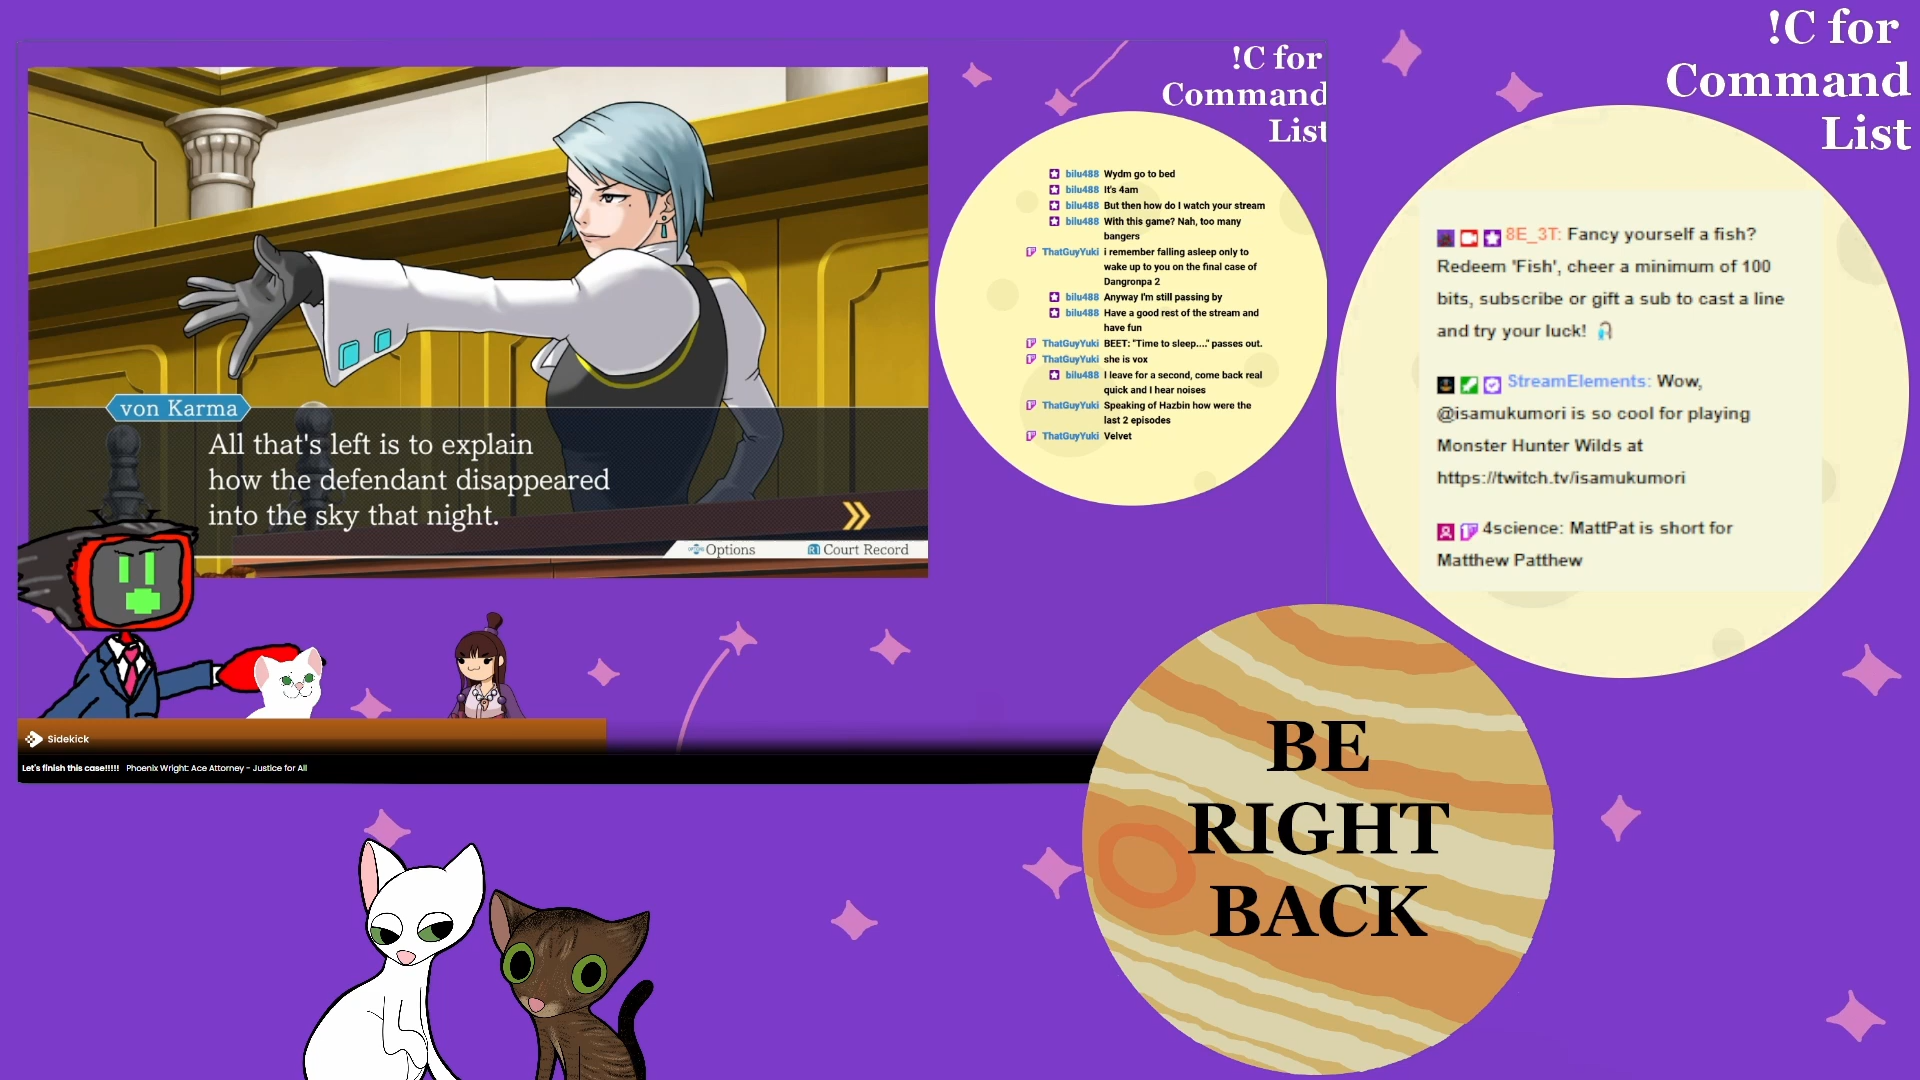 !C for
Command
List
!C for
Command
List
bilu488 Wydm go to bed
bilu488 It's 4am
bilu488 But then how do I watch your stream
bilu488 With this game? Nah, too many
bangers
ThatGuyYuki i remember falling asleep only to
wake up to you on the final case of
Dangronpa 2
bilu488 Anyway I'm still passing by
bilu488 Have a good rest of the stream and
have fun
ThatGuyYuki BEET: "Time to sleep...." passes out.
ThatGuyYuki she is vox
bilu488 I leave for a second, come back real
quick and I hear noises
ThatGuyYuki Speaking of Hazbin how were the
last 2 episodes
ThatGuyYuki Velvet
8E_3T: Fancy yourself a fish?
Redeem 'Fish', cheer a minimum of 100
bits, subscribe or gift a sub to cast a line
and try your luck!
StreamElements: Wow,
@isamukumori is so cool for playing
Monster Hunter Wilds at
https://twitch.tv/isamukumori
4science: MattPat is short for
Matthew Patthew
von Karma
All that's left is to explain
how the defendant disappeared
into the sky that night.
Options
R1 Court Record
Sidekick
Let's finish this case!!!!! Phoenix Wright: Ace Attorney - Justice for All
BE
RIGHT
BACK